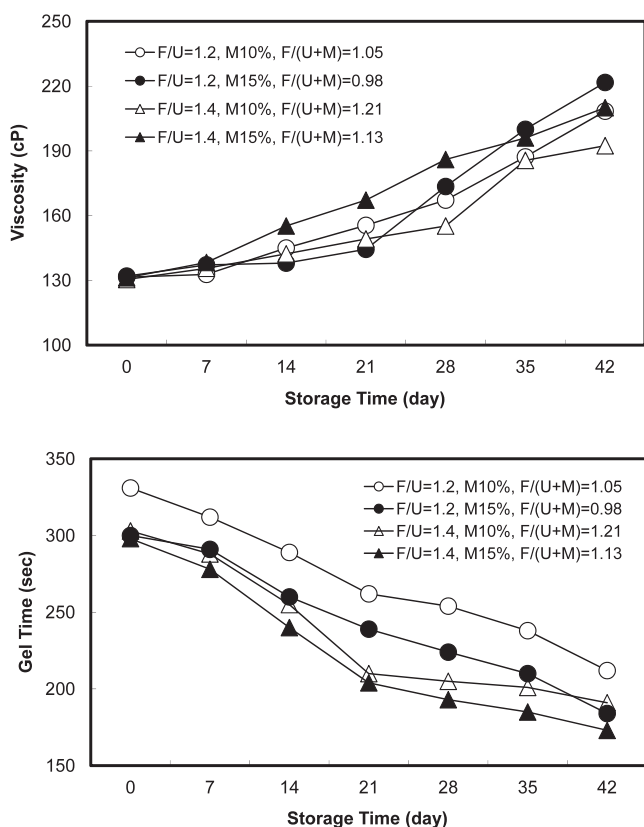 250
220
190
160
130
100
Viscosity (cP)
F/U=1.2, M10%, F/(U+M)=1.05
F/U=1.2, M15%, F/(U+M)=0.98
F/U=1.4, M10%, F/(U+M)=1.21
F/U=1.4, M15%, F/(U+M)=1.13
0 7 14 21 28 35 42
Storage Time (day)
350
300
250
200
150
Gel Time (sec)
F/U=1.2, M10%, F/(U+M)=1.05
F/U=1.2, M15%, F/(U+M)=0.98
F/U=1.4, M10%, F/(U+M)=1.21
F/U=1.4, M15%, F/(U+M)=1.13
0 7 14 21 28 35 42
Storage Time (day)